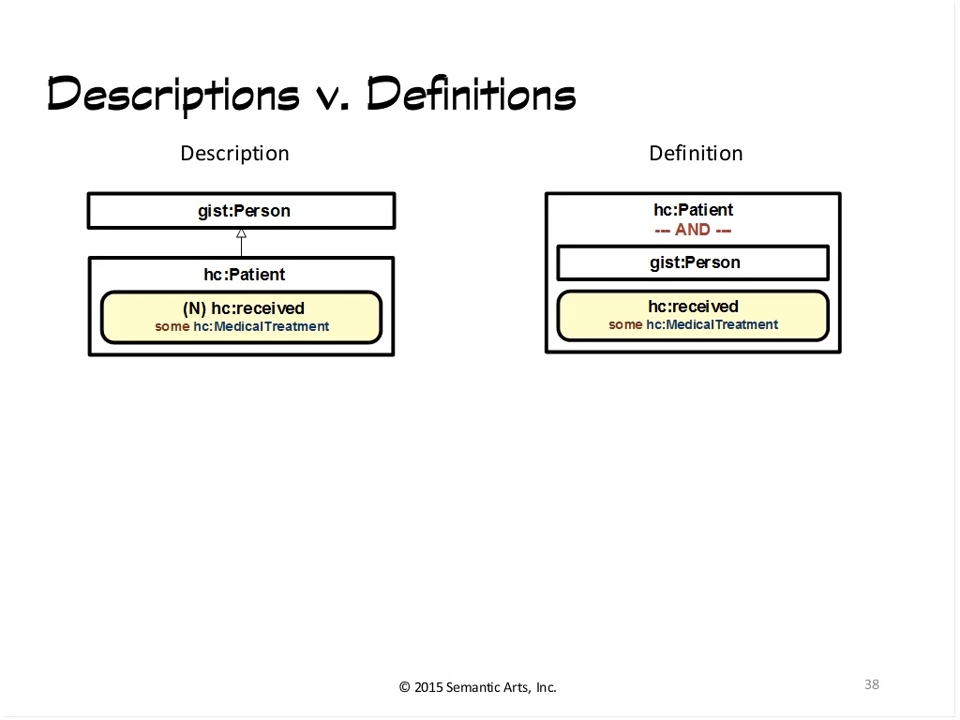 Descriptions v. Definitions
Description
gist:Person
hc:Patient
(N) hc:received
some hc:MedicalTreatment
Definition
hc:Patient
--- AND ---
gist:Person
hc:received
some hc:MedicalTreatment
© 2015 Semantic Arts, Inc.
38